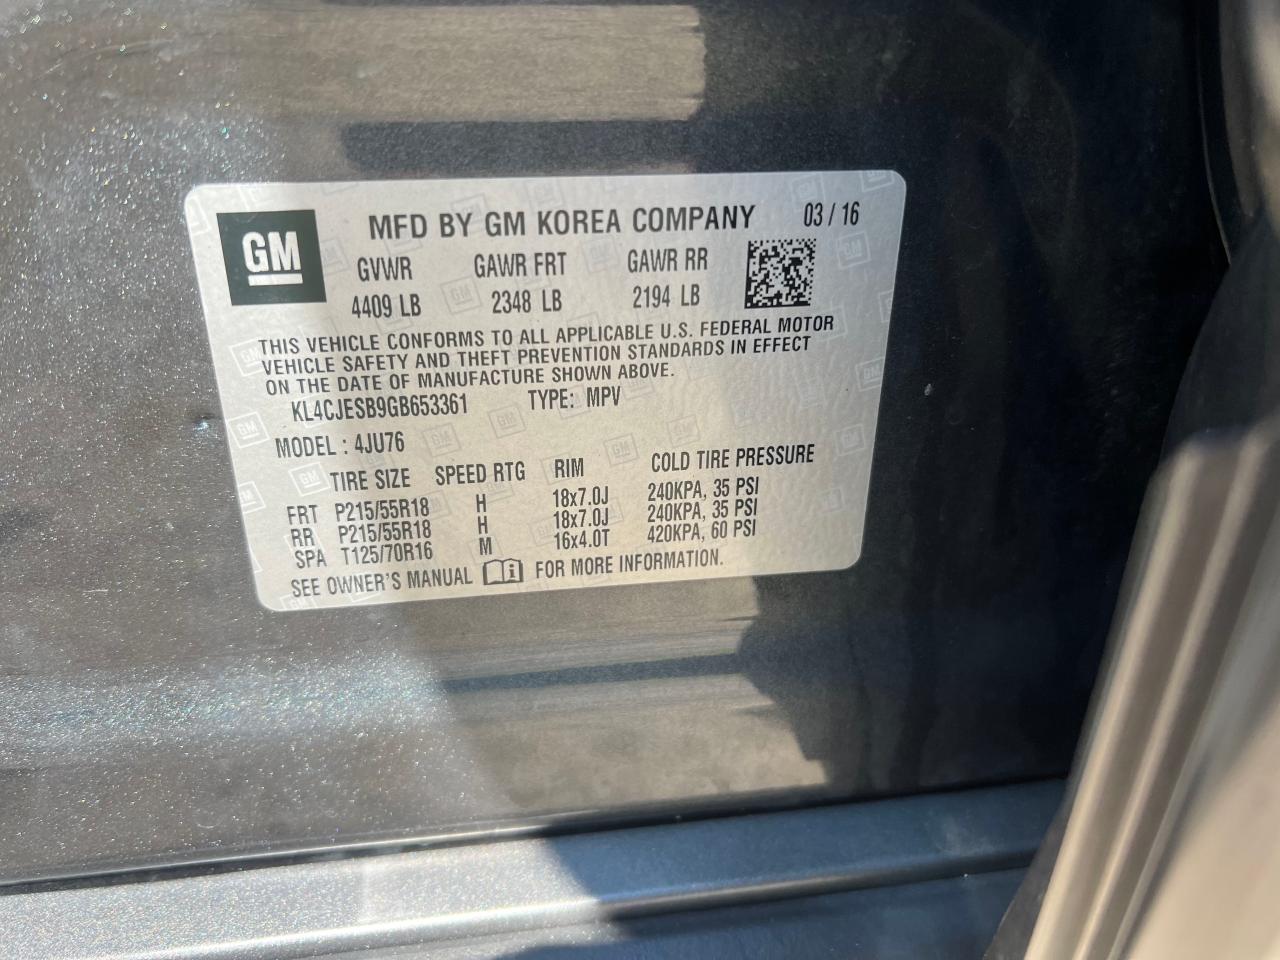 GM
MFD BY GM KOREA COMPANY 03 / 16
GVWR GAWR FRT GAWR RR
4409 LB 2348 LB 2194 LB
THIS VEHICLE CONFORMS TO ALL APPLICABLE U.S. FEDERAL MOTOR
VEHICLE SAFETY AND THEFT PREVENTION STANDARDS IN EFFECT
ON THE DATE OF MANUFACTURE SHOWN ABOVE.
KL4CJESB9GB653361 TYPE: MPV
MODEL : 4JU76
TIRE SIZE SPEED RTG RIM COLD TIRE PRESSURE
FRT P215/55R18 H 18x7.0J 240KPA, 35 PSI
RR P215/55R18 H 18x7.0J 240KPA, 35 PSI
SPA T125/70R16 M 16x4.0T 420KPA, 60 PSI
SEE OWNER'S MANUAL i FOR MORE INFORMATION.